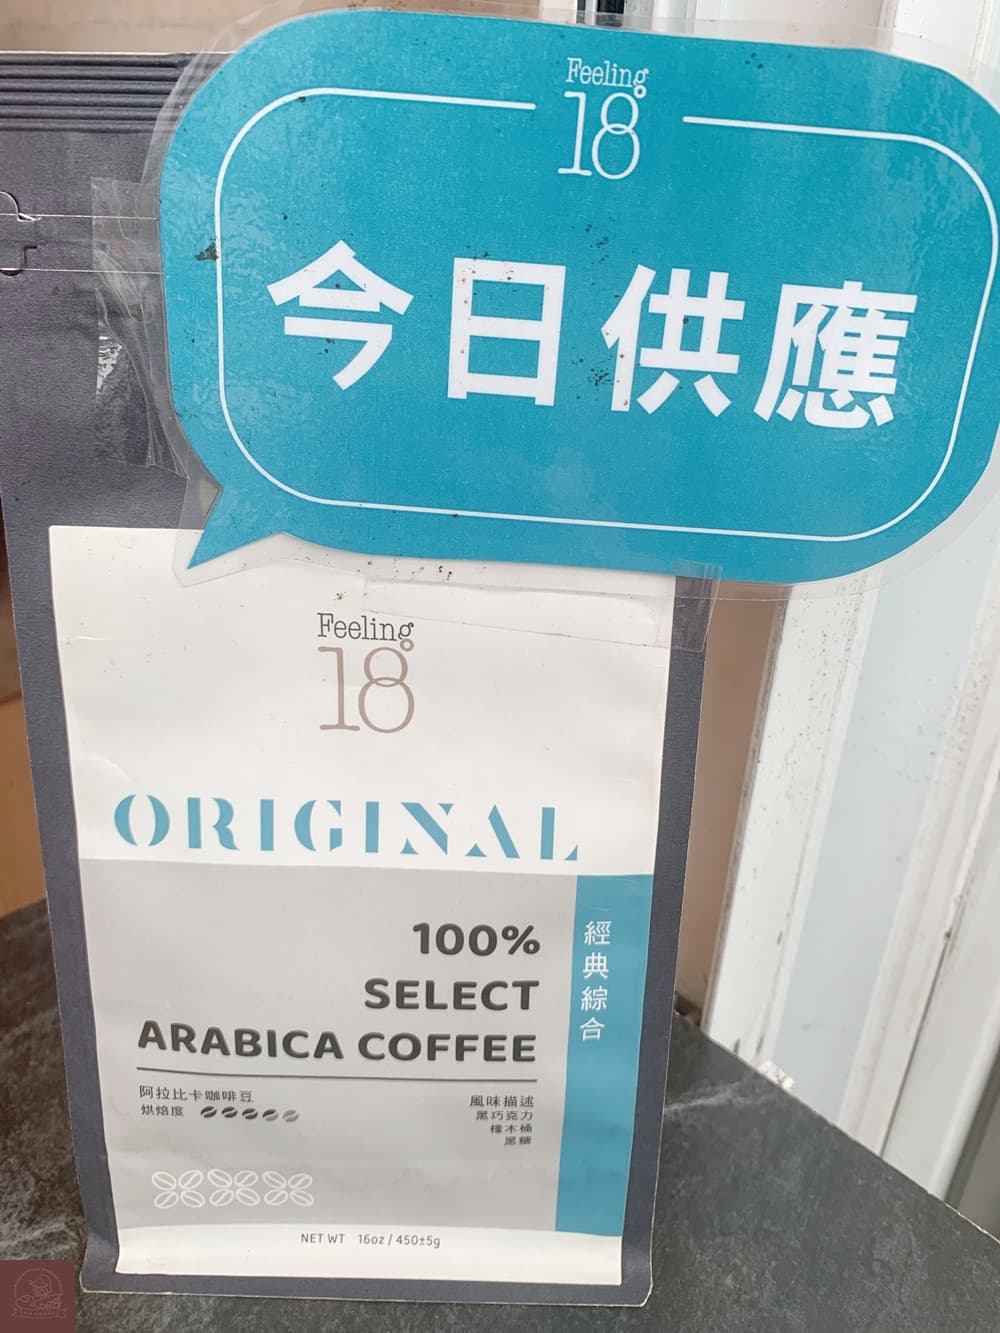 Feeling
18°
今日供應
Feeling
18°
ORIGINAL
100%
SELECT
ARABICA COFFEE
經典綜合
阿拉比卡咖啡豆
烘焙度
風味描述
黑巧克力
橡木桶
黑糖
NET WT 16oz / 450±5g